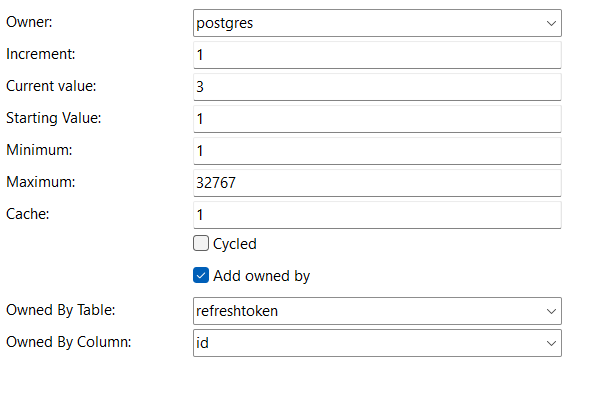 Owner: postgres
Increment: 1
Current value: 3
Starting Value: 1
Minimum: 1
Maximum: 32767
Cache: 1
Cycled
Add owned by
Owned By Table: refreshtoken
Owned By Column: id